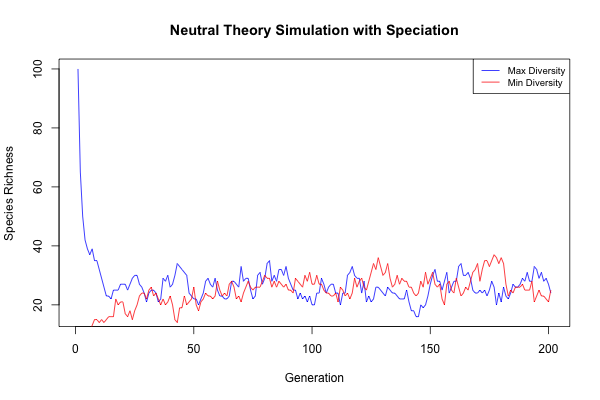 Neutral Theory Simulation with Speciation
Max Diversity
Min Diversity
Species Richness
100
80
60
40
20
0
50
100
150
200
Generation